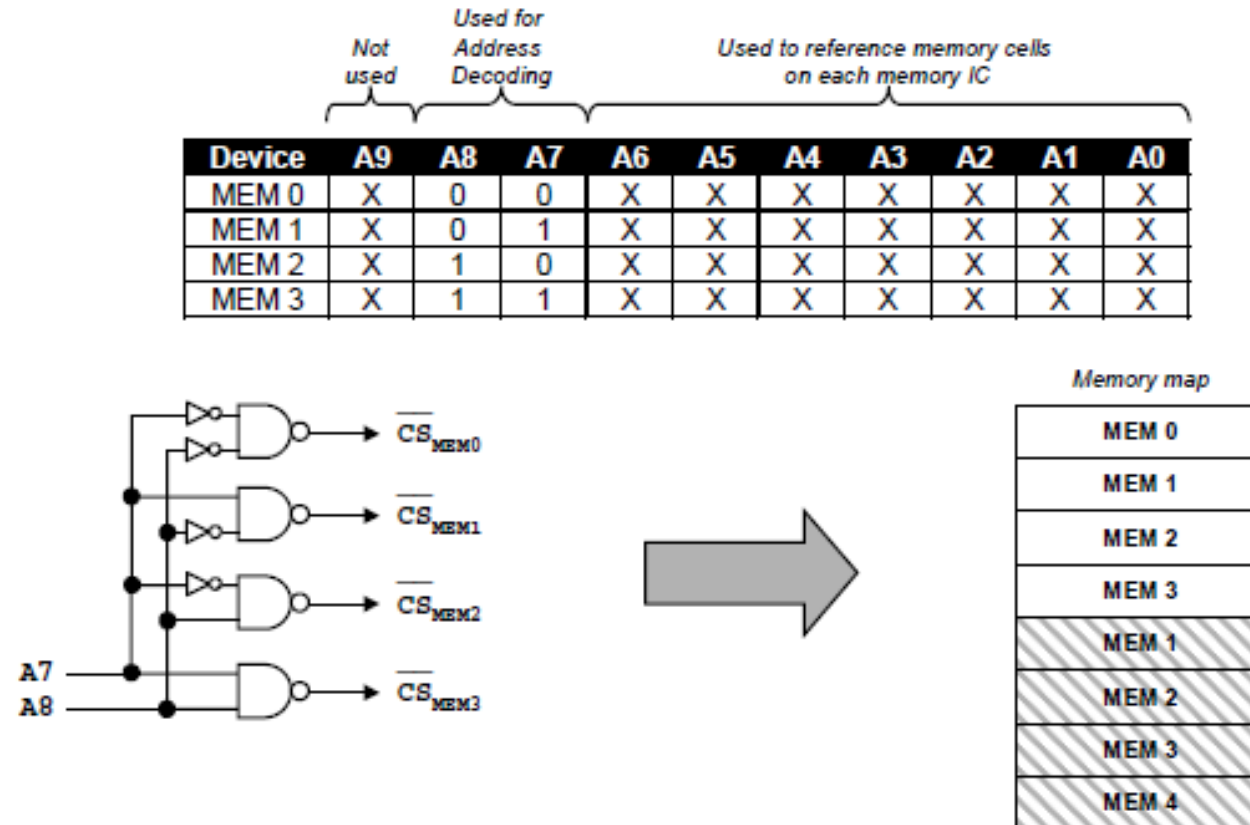 Not used
Used for Address Decoding
Used to reference memory cells on each memory IC
Device A9 A8 A7 A6 A5 A4 A3 A2 A1 A0
MEM 0 X 0 0 X X X X X X X
MEM 1 X 0 1 X X X X X X X
MEM 2 X 1 0 X X X X X X X
MEM 3 X 1 1 X X X X X X X
CS MEM0
CS MEM1
CS MEM2
CS MEM3
A7
A8
Memory map
MEM 0
MEM 1
MEM 2
MEM 3
MEM 1
MEM 2
MEM 3
MEM 4